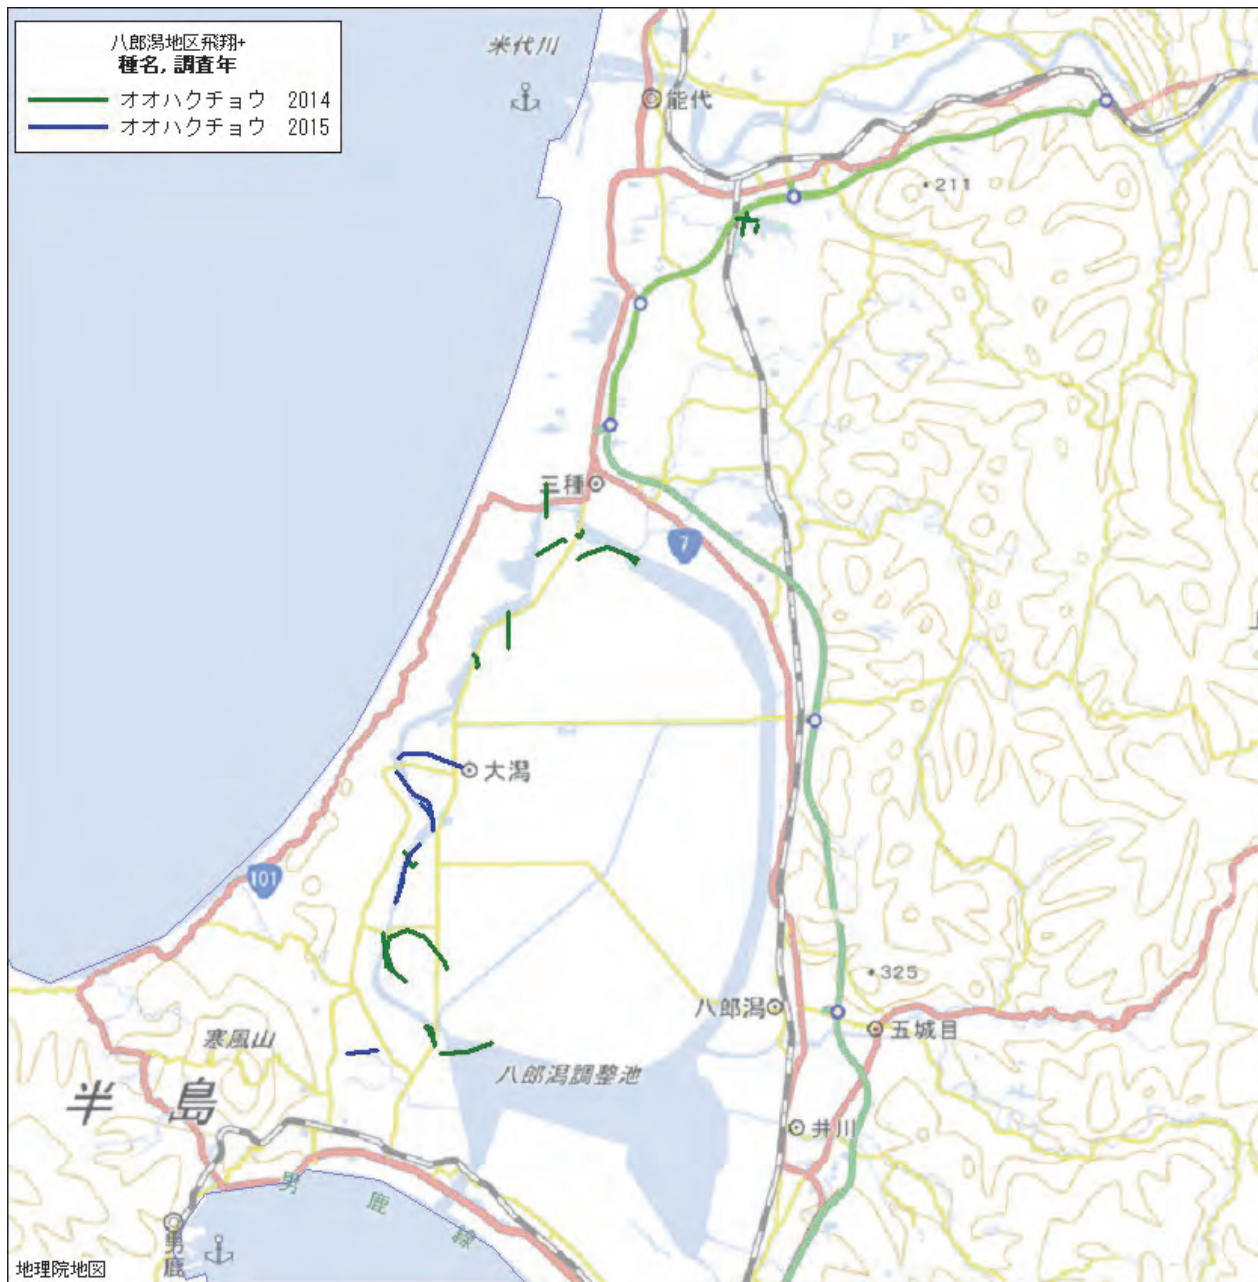 八郎潟地区飛翔+
種名, 調査年
オオハクチョウ 2014
オオハクチョウ 2015
米代川
能代
・211
三種
7
大潟
101
・325
八郎潟
五城目
寒風山
八郎潟調整池
半島
井川
男鹿線
男鹿
地理院地図